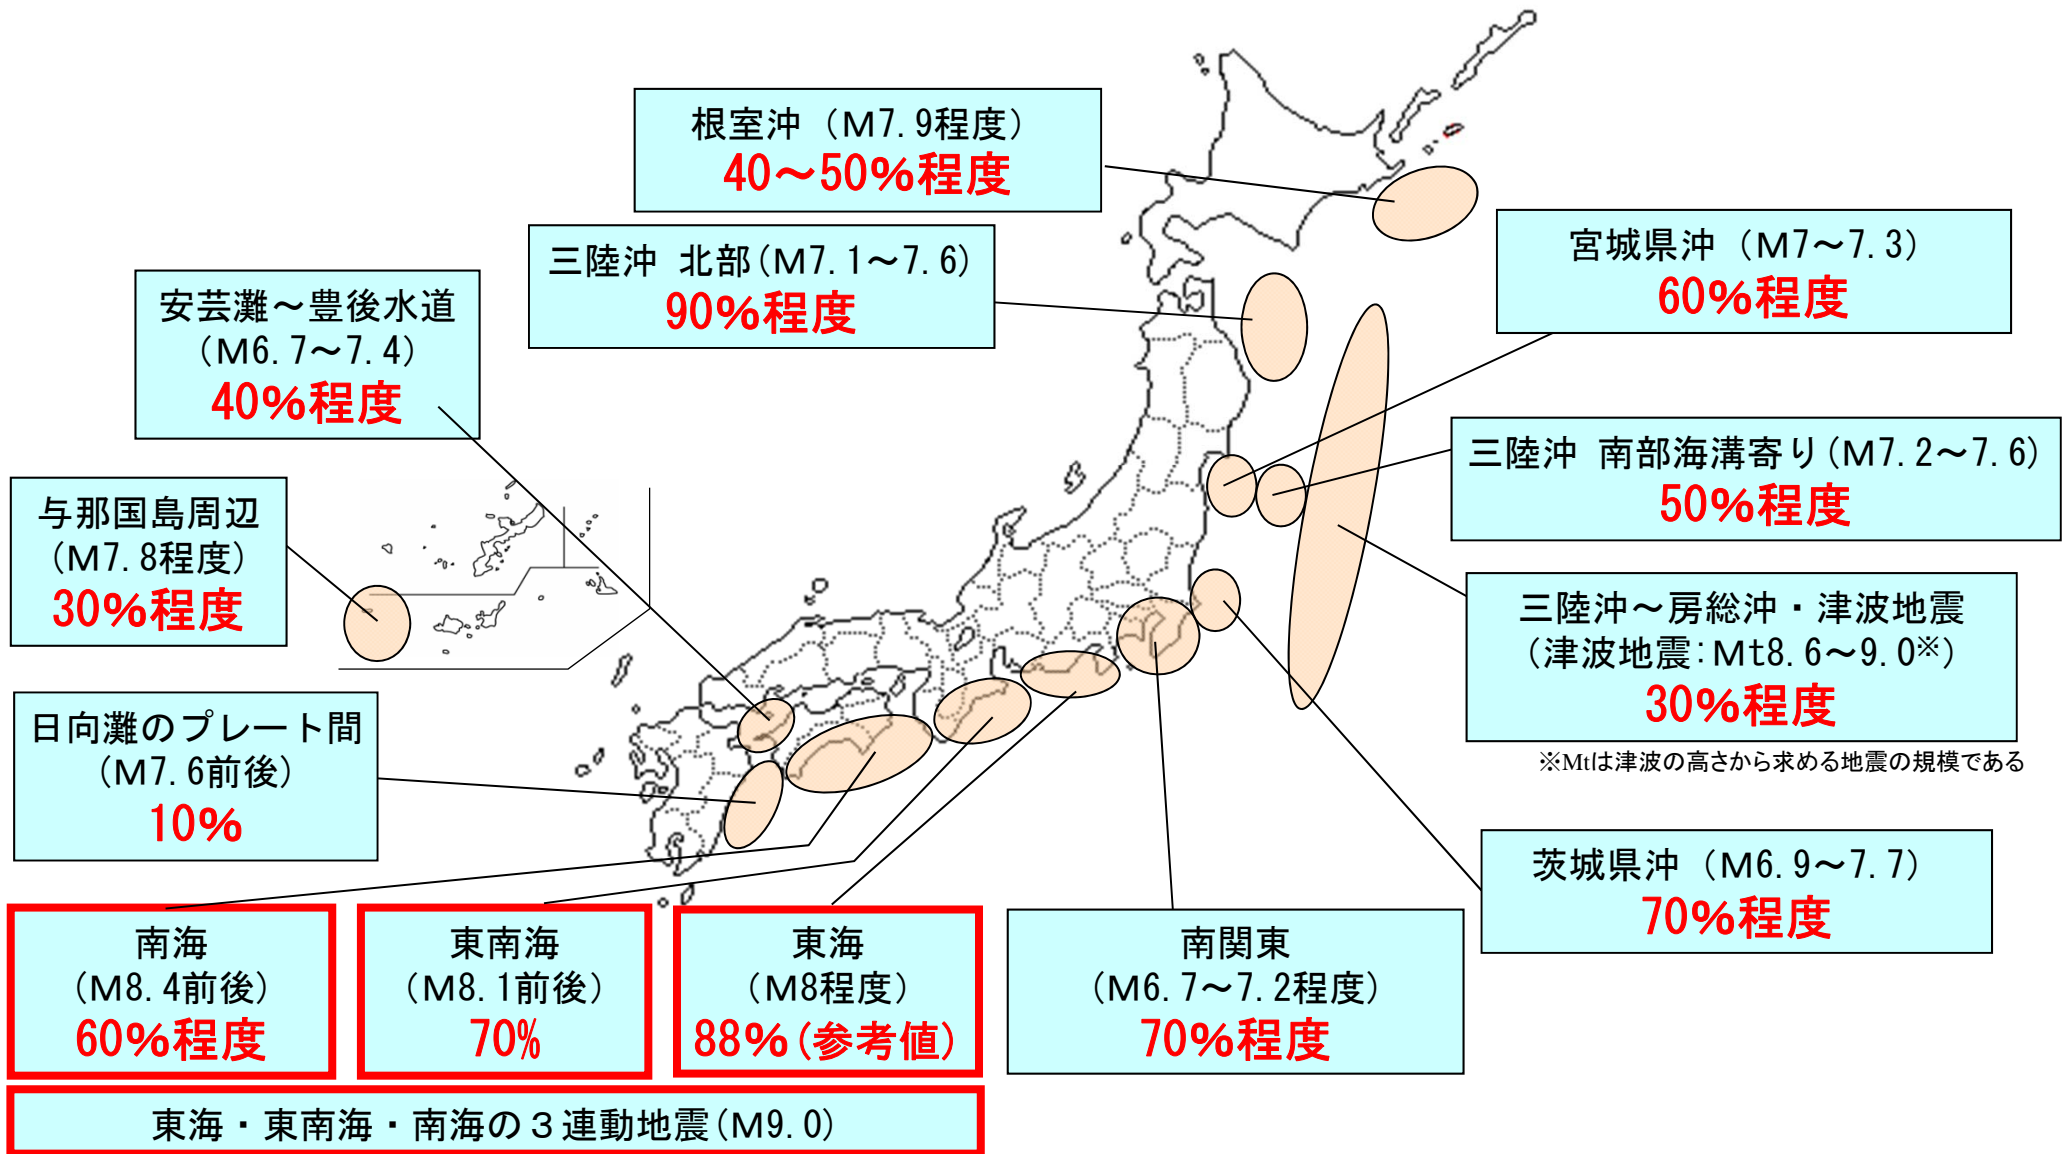 根室沖（M7.9程度）
40～50%程度
三陸沖 北部(M7.1～7.6)
90%程度
宮城県沖（M7～7.3）
60%程度
安芸灘～豊後水道
（M6.7～7.4）
40%程度
三陸沖 南部海溝寄り(M7.2～7.6)
50%程度
与那国島周辺
（M7.8程度）
30%程度
三陸沖～房総沖・津波地震
（津波地震:Mt8.6～9.0※）
30%程度
※Mtは津波の高さから求める地震の規模である
日向灘のプレート間
（M7.6前後）
10%
茨城県沖（M6.9～7.7）
70%程度
南海
（M8.4前後）
60%程度
東南海
（M8.1前後）
70%
東海
（M8程度）
88%(参考値)
南関東
（M6.7～7.2程度）
70%程度
東海・東南海・南海の３連動地震(M9.0)